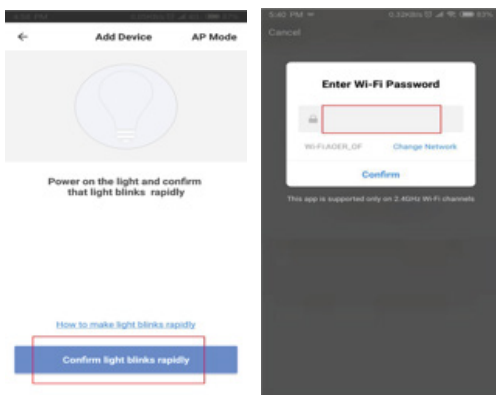 Add Device
AP Mode
Power on the light and confirm
that light blinks rapidly
How to make light blinks rapidly
Confirm light blinks rapidly
5:40 PM
83%
Cancel
Enter Wi-Fi Password
Change Network
Confirm
This app is supported only on 2.4GHz Wi-Fi channels